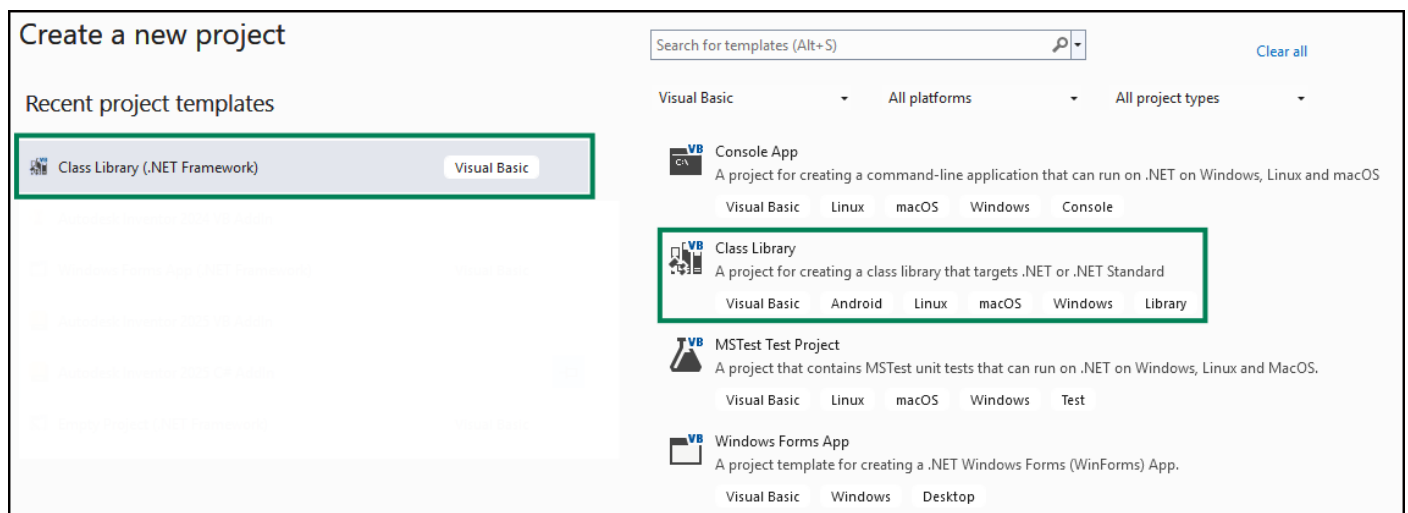 Create a new project
Search for templates (Alt+S)
Clear all
Recent project templates
Visual Basic
All platforms
All project types
Class Library (.NET Framework)
Visual Basic
VB
C:\
Console App
A project for creating a command-line application that can run on .NET on Windows, Linux and macOS
Visual Basic Linux macOS Windows Console
VB
Class Library
A project for creating a class library that targets .NET or .NET Standard
Visual Basic Android Linux macOS Windows Library
VB
MSTest Test Project
A project that contains MSTest unit tests that can run on .NET on Windows, Linux and MacOS.
Visual Basic Linux macOS Windows Test
VB
Windows Forms App
A project template for creating a .NET Windows Forms (WinForms) App.
Visual Basic Windows Desktop